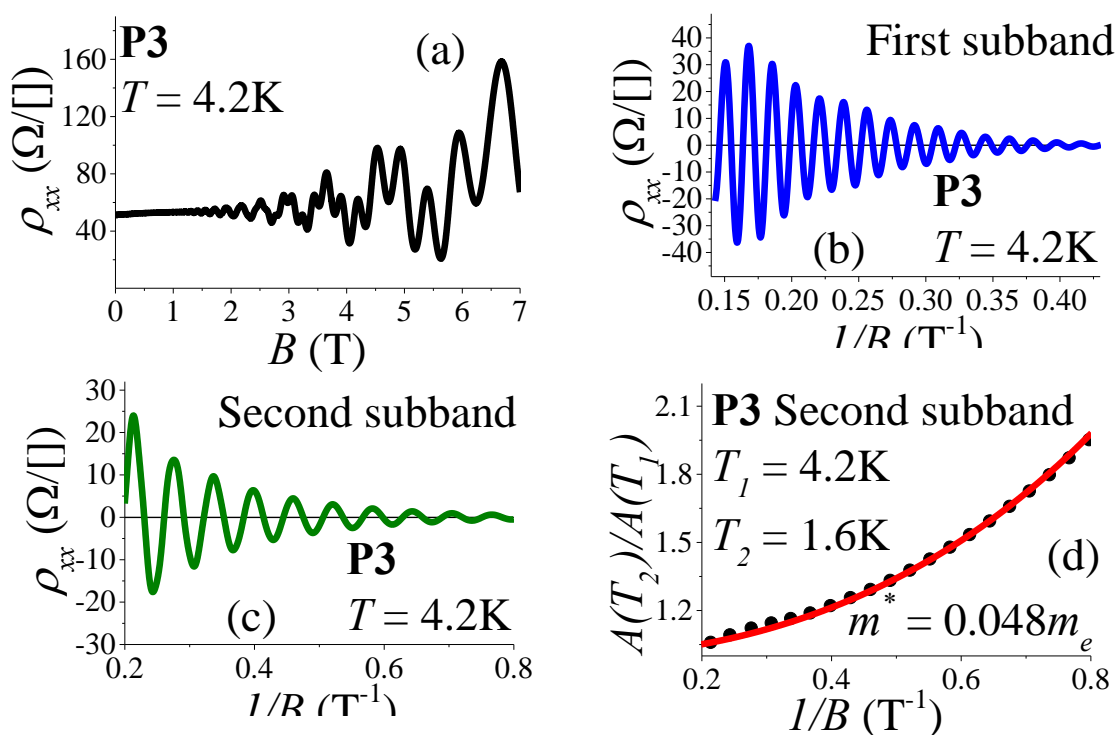 P3
T = 4.2K
(a)
ρxx (Ω/[])
160
120
80
40
0 1 2 3 4 5 6 7
B (T)
First subband
ρxx (Ω/[])
40
30
20
10
0
-10
-20
-30
-40
P3
(b)
T = 4.2K
0.15 0.20 0.25 0.30 0.35 0.40
1/B (T-1)
Second subband
ρxx (Ω/[])
30
20
10
0
-10
-20
-30
P3
(c)
T = 4.2K
0.2 0.4 0.6 0.8
1/B (T-1)
P3 Second subband
T1 = 4.2K
T2 = 1.6K
(d)
m* = 0.048me
A(T2)/A(T1)
2.1
1.8
1.5
1.2
0.2 0.4 0.6 0.8
1/B (T-1)